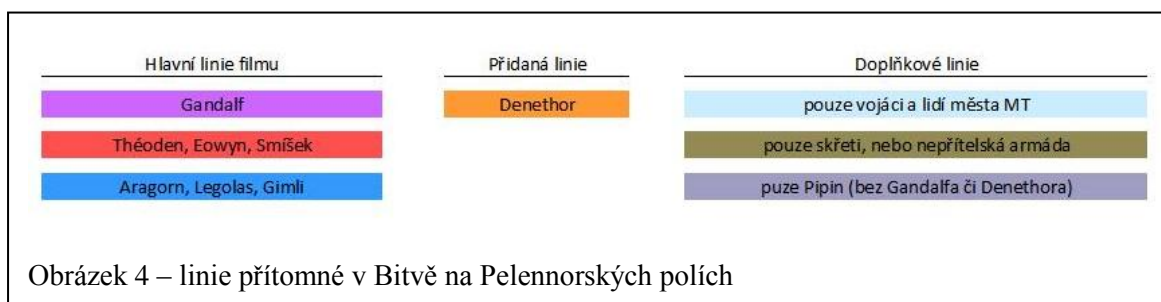 Hlavní linie filmu
Gandalf
Théoden, Eowyn, Smíšek
Aragorn, Legolas, Gimli
Přidaná linie
Denethor
Doplňkové linie
pouze vojáci a lidí města MT
pouze skřeti, nebo nepřítelská armáda
puze Pipin (bez Gandalfa či Denethora)
Obrázek 4 – linie přítomné v Bitvě na Pelennorských polích